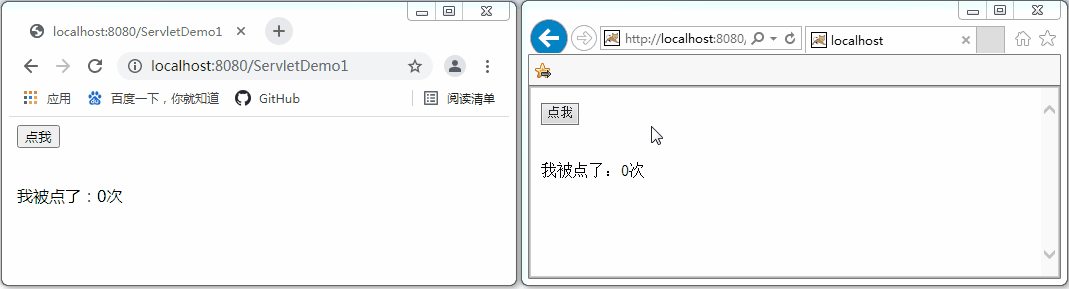 localhost:8080/ServletDemo1
localhost:8080/ServletDemo1
应用 百度一下，你就知道 GitHub 阅读清单
点我
我被点了：0次
http://localhost:8080/
localhost
点我
我被点了：0次